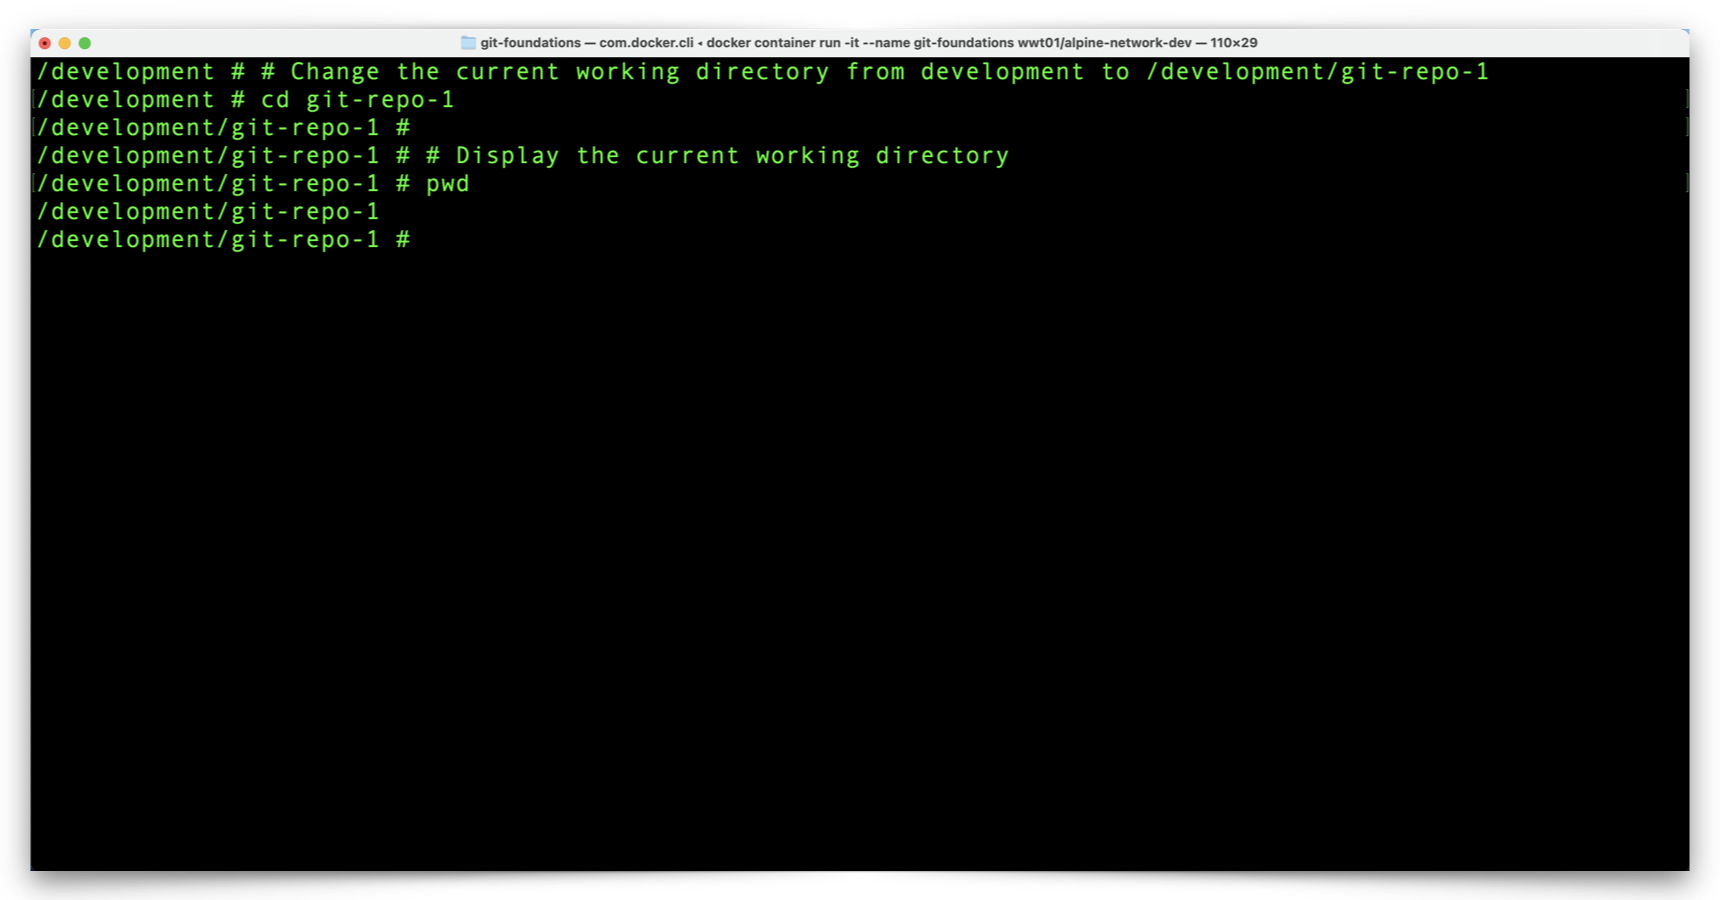 git-foundations — com.docker.cli ◂ docker container run -it --name git-foundations wwt01/alpine-network-dev — 110×29
/development # # Change the current working directory from development to /development/git-repo-1
/development # cd git-repo-1
/development/git-repo-1 #
/development/git-repo-1 # # Display the current working directory
/development/git-repo-1 # pwd
/development/git-repo-1
/development/git-repo-1 #